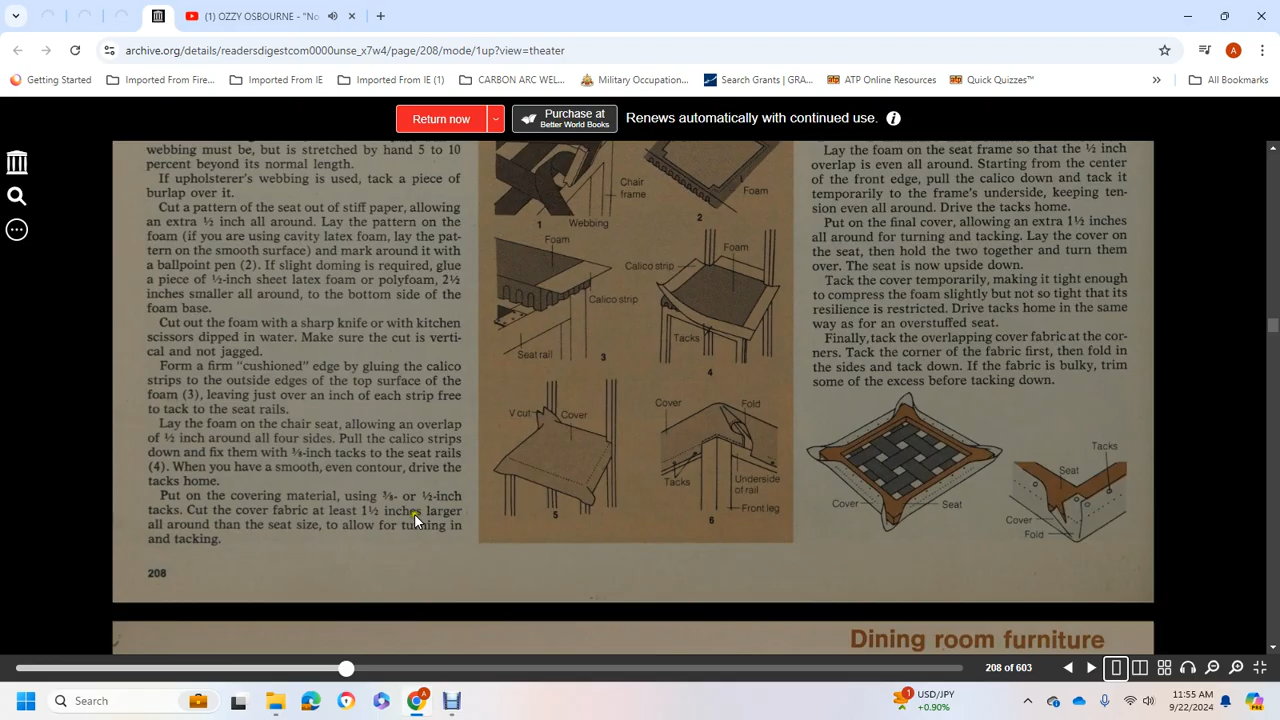 (1) OZZY OSBOURNE - "No
archive.org/details/readersdigestcom0000unse_x7w4/page/208/mode/1up?view=theater
A
Getting Started
Imported From Fire...
Imported From IE
Imported From IE (1)
CARBON ARC WEL...
Military Occupation...
Search Grants | GRA...
ATP Online Resources
Quick Quizzes™
All Bookmarks
Return now
Purchase at
Better World Books
Renews automatically with continued use.
webbing must be, but is stretched by hand 5 to 10
percent beyond its normal length.
If upholsterer's webbing is used, tack a piece of
burlap over it.
Cut a pattern of the seat out of stiff paper, allowing
an extra ½ inch all around. Lay the pattern on the
foam (if you are using cavity latex foam, lay the pat-
tern on the smooth surface) and mark around it with
a ballpoint pen (2). If slight doming is required, glue
a piece of ½-inch sheet latex foam or polyfoam, 2½
inches smaller all around, to the bottom side of the
foam base.
Cut out the foam with a sharp knife or with kitchen
scissors dipped in water. Make sure the cut is verti-
cal and not jagged.
Form a firm "cushioned" edge by gluing the calico
strips to the outside edges of the top surface of the
foam (3), leaving just over an inch of each strip free
to tack to the seat rails.
Lay the foam on the chair seat, allowing an overlap
of ½ inch around all four sides. Pull the calico strips
down and fix them with ⅜-inch tacks to the seat rails
(4). When you have a smooth, even contour, drive the
tacks home.
Put on the covering material, using ⅜- or ½-inch
tacks. Cut the cover fabric at least 1½ inches larger
all around than the seat size, to allow for turning in
and tacking.
208
Chair
frame
Webbing
1
Foam
2
Foam
Calico strip
Seat rail
3
Foam
Calico strip
Tacks
4
V cut
Cover
5
Cover
Fold
Tacks
Underside
of rail
Front leg
6
Lay the foam on the seat frame so that the ½ inch
overlap is even all around. Starting from the center
of the front edge, pull the calico down and tack it
temporarily to the frame's underside, keeping ten-
sion even all around. Drive the tacks home.
Put on the final cover, allowing an extra 1½ inches
all around for turning and tacking. Lay the cover on
the seat, then hold the two together and turn them
over. The seat is now upside down.
Tack the cover temporarily, making it tight enough
to compress the foam slightly but not so tight that its
resilience is restricted. Drive tacks home in the same
way as for an overstuffed seat.
Finally, tack the overlapping cover fabric at the cor-
ners. Tack the corner of the fabric first, then fold in
the sides and tack down. If the fabric is bulky, trim
some of the excess before tacking down.
Cover
Seat
Tacks
Seat
Cover
Fold
Dining room furniture
208 of 603
Search
1
USD/JPY
+0.90%
11:55 AM
9/22/2024